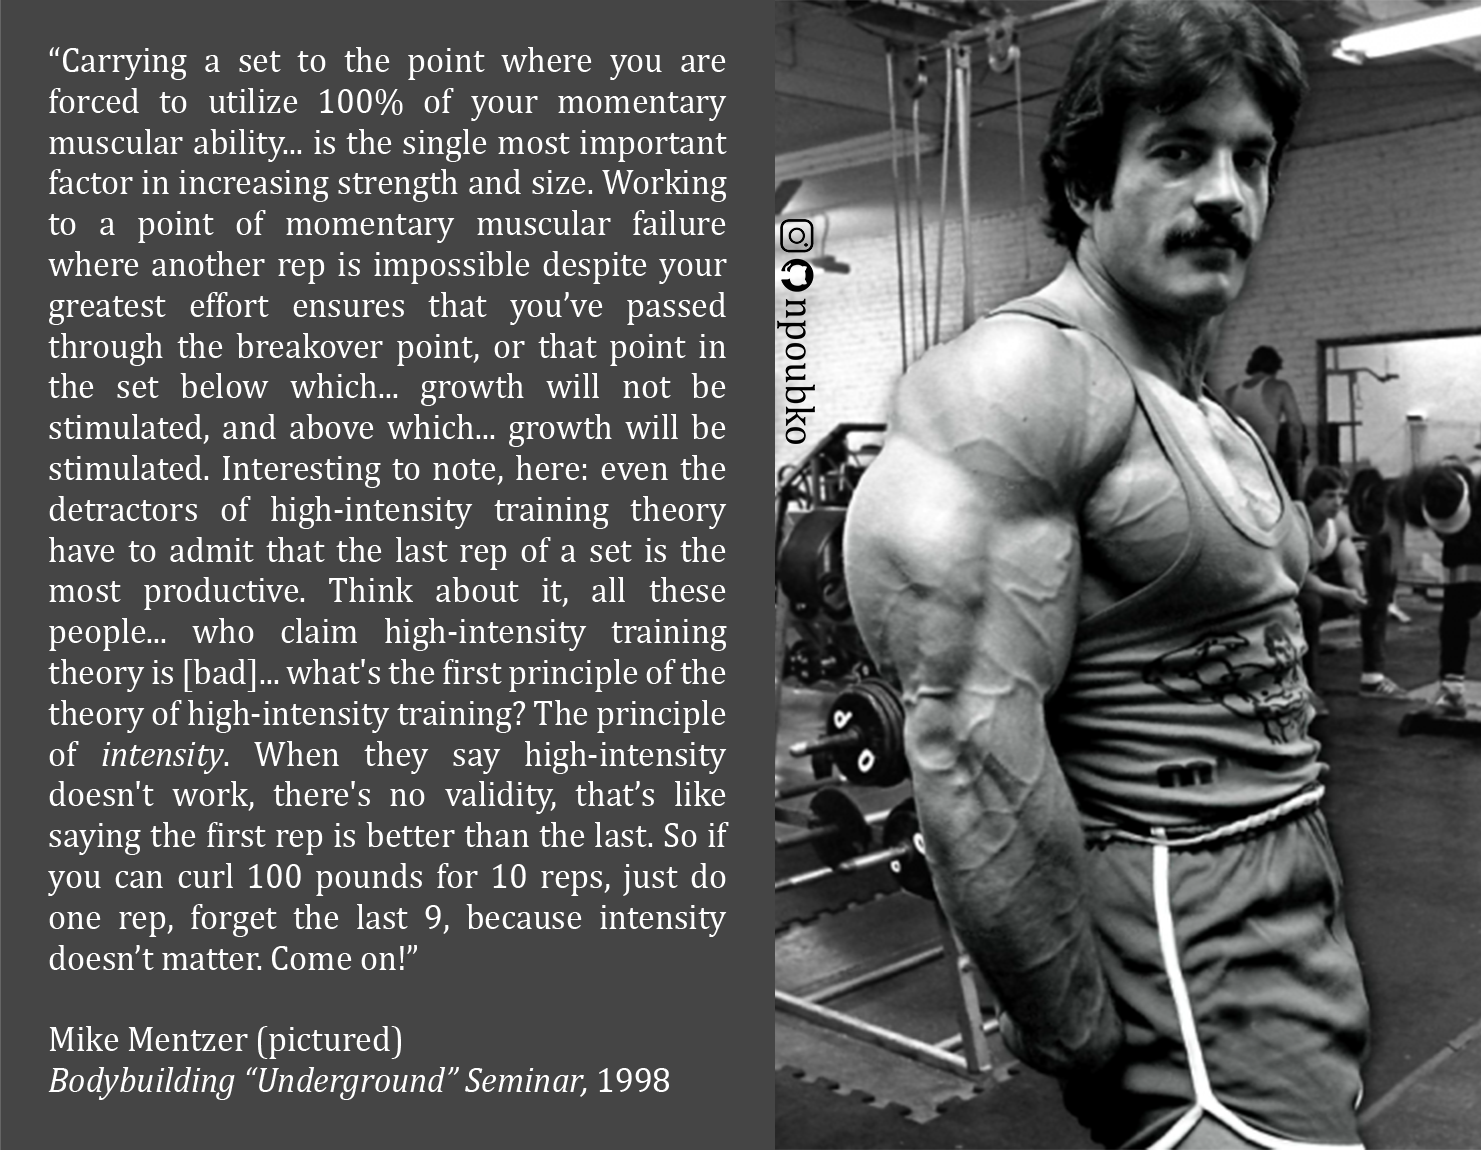 “Carrying a set to the point where you are
forced to utilize 100% of your momentary
muscular ability... is the single most important
factor in increasing strength and size. Working
to a point of momentary muscular failure
where another rep is impossible despite your
greatest effort ensures that you’ve passed
through the breakover point, or that point in
the set below which... growth will not be
stimulated, and above which... growth will be
stimulated. Interesting to note, here: even the
detractors of high-intensity training theory
have to admit that the last rep of a set is the
most productive. Think about it, all these
people... who claim high-intensity training
theory is [bad]... what's the first principle of the
theory of high-intensity training? The principle
of intensity. When they say high-intensity
doesn't work, there's no validity, that’s like
saying the first rep is better than the last. So if
you can curl 100 pounds for 10 reps, just do
one rep, forget the last 9, because intensity
doesn’t matter. Come on!”
Mike Mentzer (pictured)
Bodybuilding “Underground” Seminar, 1998
npoubko